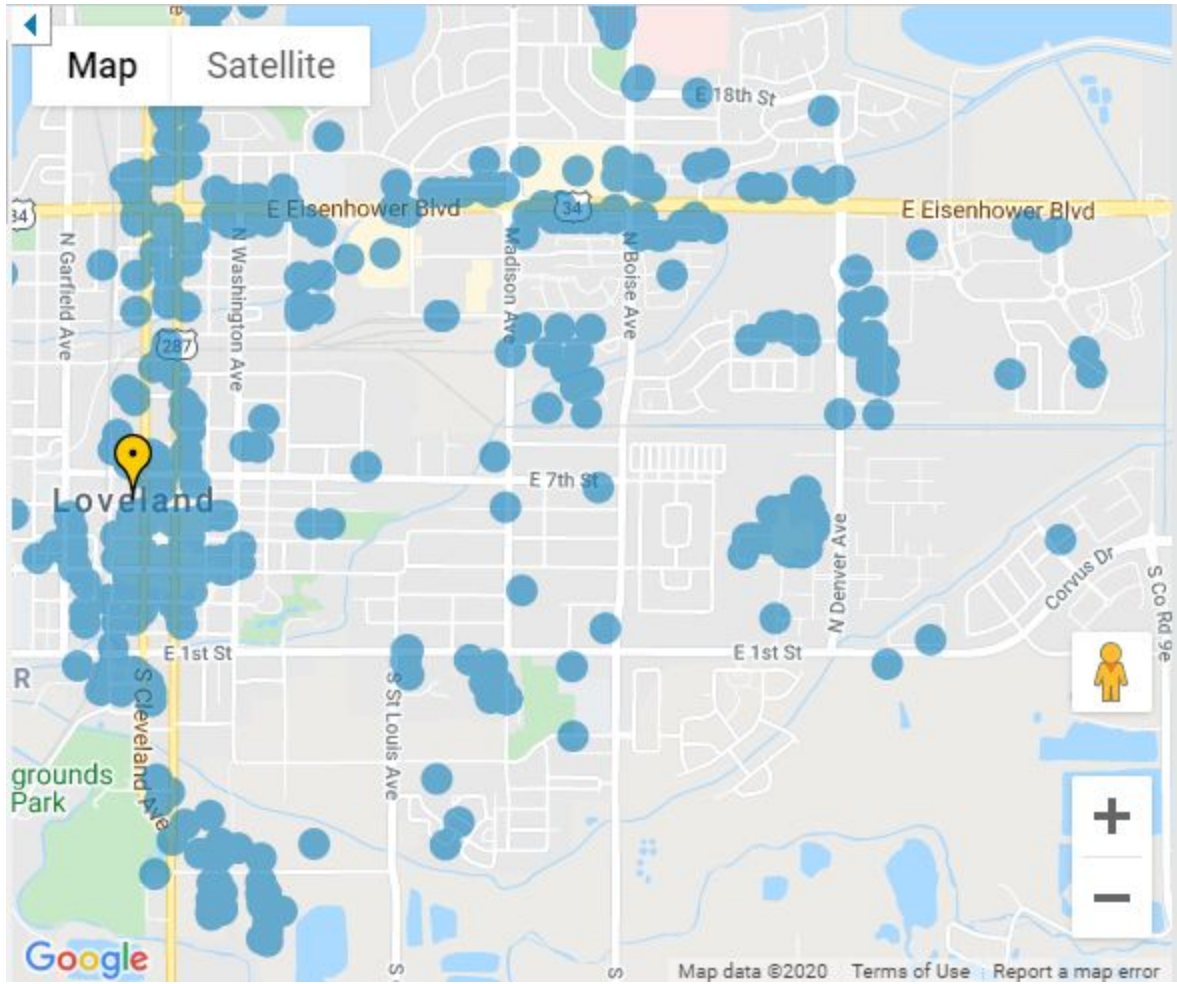 Map
Satellite
E 18th St
34
E Eisenhower Blvd
34
E Eisenhower Blvd
N Garfield Ave
N Washington Ave
Madison Ave
N Boise Ave
287
E 7th St
Loveland
N Denver Ave
Corvus Dr
S Co Rd 9e
E 1st St
E 1st St
R
S Cleveland Ave
S St Louis Ave
grounds
Park
+
−
S
S
Google
Map data ©2020
Terms of Use
Report a map error